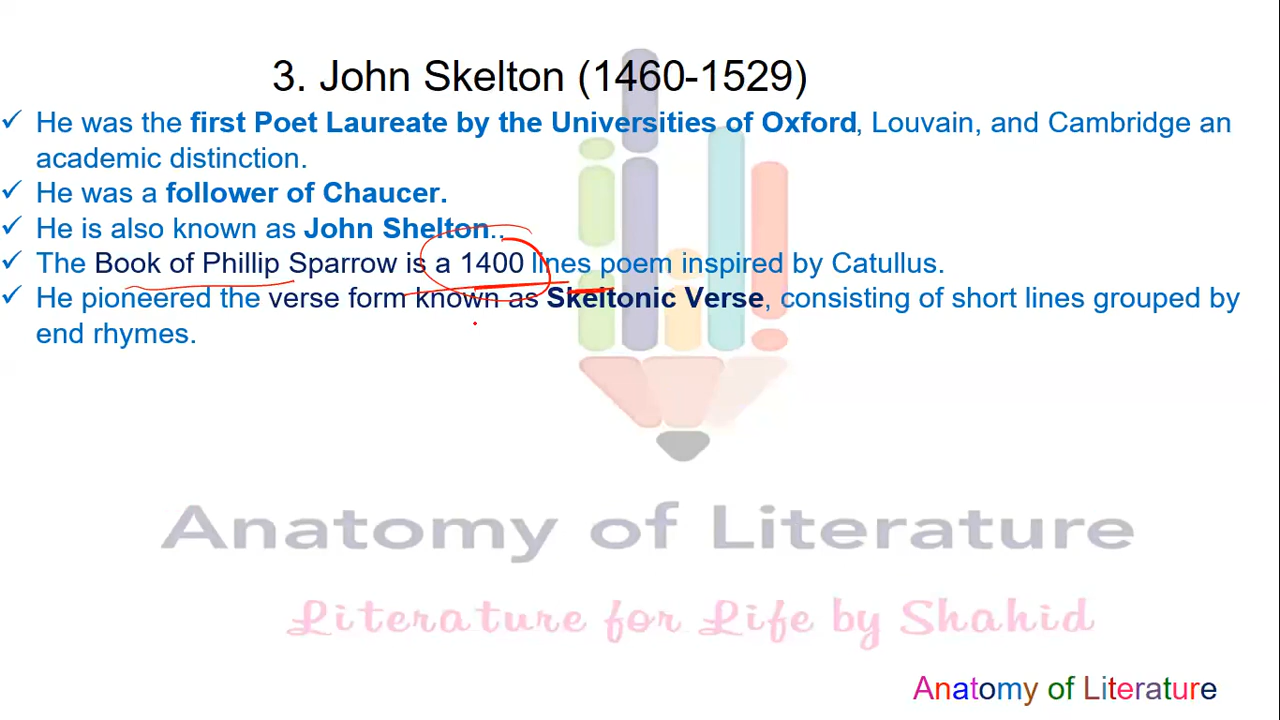 3. John Skelton (1460-1529)
✓ He was the first Poet Laureate by the Universities of Oxford, Louvain, and Cambridge an
academic distinction.
✓ He was a follower of Chaucer.
✓ He is also known as John Shelton..
✓ The Book of Phillip Sparrow is a 1400 lines poem inspired by Catullus.
✓ He pioneered the verse form known as Skeltonic Verse, consisting of short lines grouped by
end rhymes.
Anatomy of Literature
Literature for Life by Shahid
Anatomy of Literature